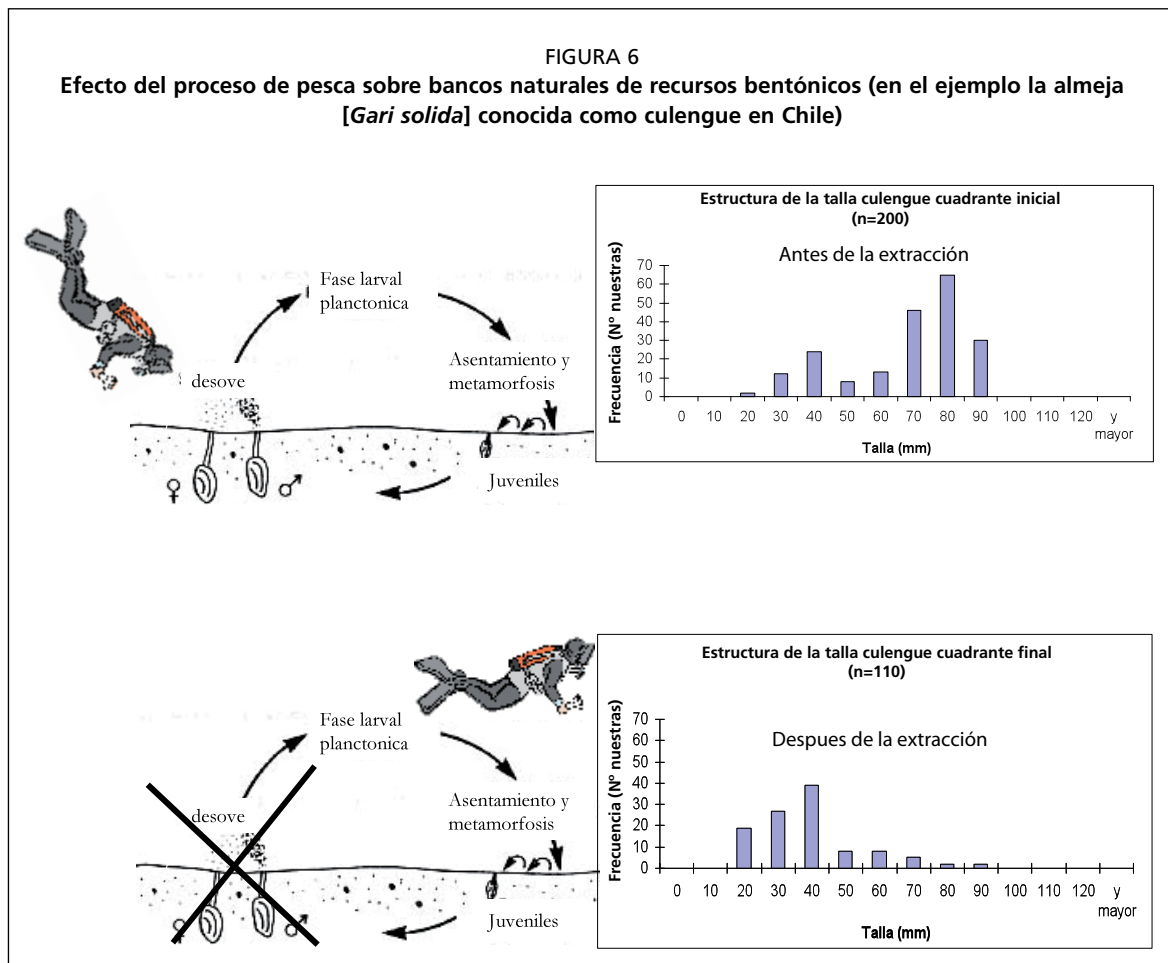 FIGURA 6
Efecto del proceso de pesca sobre bancos naturales de recursos bentónicos (en el ejemplo la almeja
[Gari solida] conocida como culengue en Chile)
Fase larval
planctonica
desove
Asentamiento y
metamorfosis
Juveniles
♀
♂
Estructura de la talla culengue cuadrante inicial
(n=200)
Antes de la extracción
Frecuencia (Nº nuestras)
70
60
50
40
30
20
10
0
0 10 20 30 40 50 60 70 80 90 100 110 120 y
mayor
Talla (mm)
Fase larval
planctonica
desove
Asentamiento y
metamorfosis
Juveniles
♀
♂
Estructura de la talla culengue cuadrante final
(n=110)
Despues de la extracción
Frecuencia (Nº nuestras)
70
60
50
40
30
20
10
0
0 10 20 30 40 50 60 70 80 90 100 110 120 y
mayor
Talla (mm)